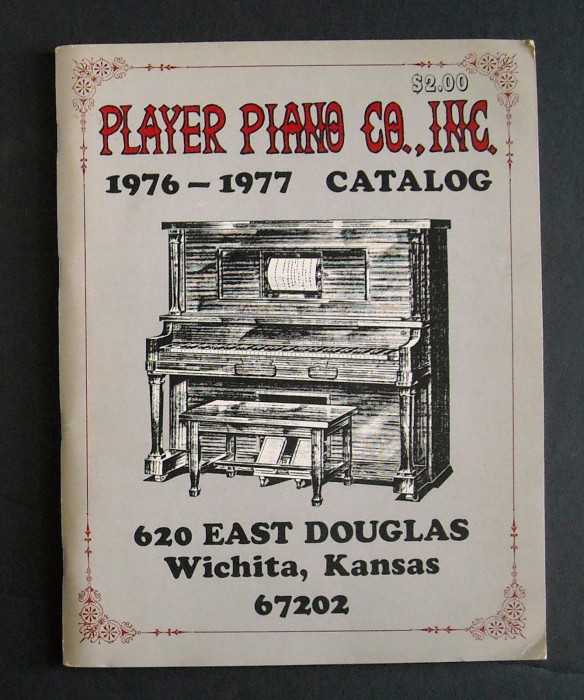 $2.00
PLAYER PIANO CO., INC.
1976 – 1977 CATALOG
620 EAST DOUGLAS
Wichita, Kansas
67202